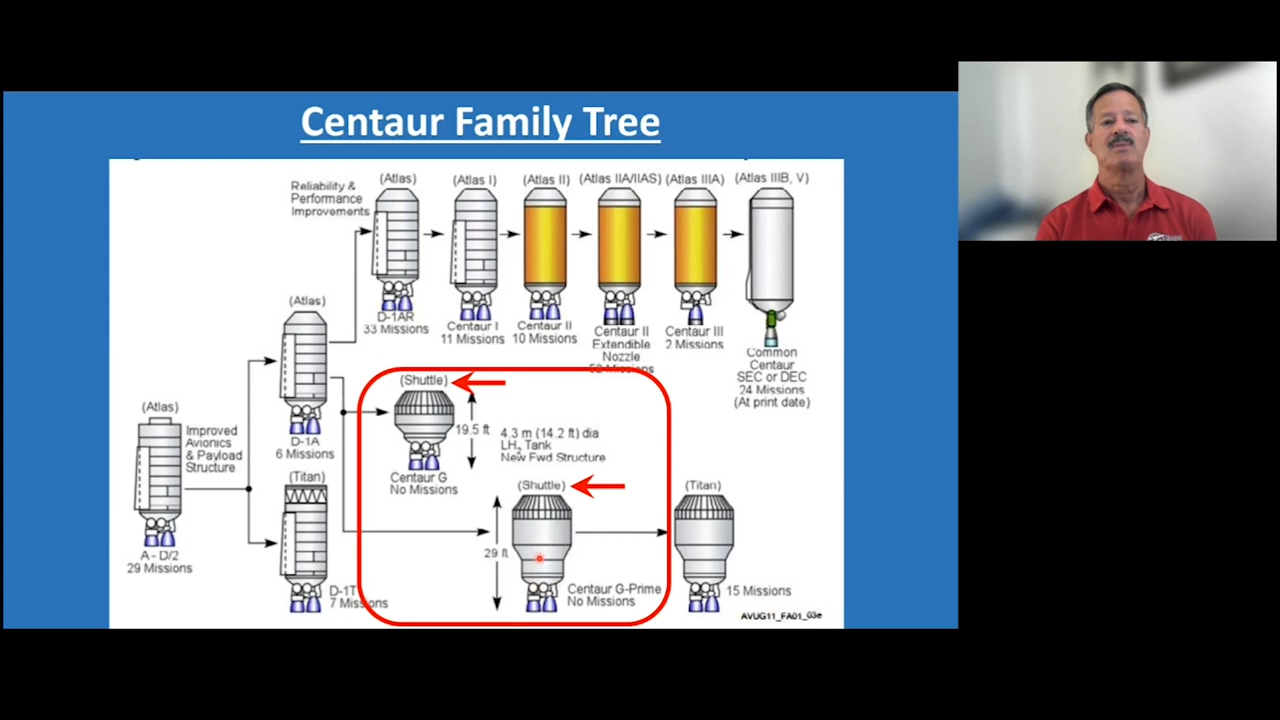 Centaur Family Tree
Reliability &
Performance
Improvements
(Atlas)
(Atlas I)
(Atlas II)
(Atlas IIA/IIAS)
(Atlas IIIA)
(Atlas IIIB, V)
D-1AR
33 Missions
Centaur I
11 Missions
Centaur II
10 Missions
Centaur II
Extendible
Nozzle
52 Missions
Centaur III
2 Missions
Common
Centaur
SEC or DEC
24 Missions
(At print date)
(Atlas)
D-1A
6 Missions
(Shuttle)
19.5 ft
4.3 m (14.2 ft) dia
LH₂ Tank
New Fwd Structure
Centaur G
No Missions
(Atlas)
Improved
Avionics
& Payload
Structure
A - D/2
29 Missions
(Titan)
D-1T
7 Missions
(Shuttle)
29 ft
Centaur G-Prime
No Missions
(Titan)
15 Missions
AVUG11_FA01_03e